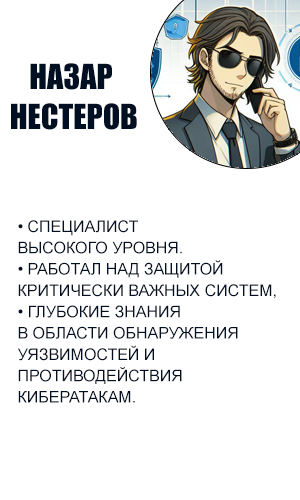 НАЗАР
НЕСТЕРОВ
• СПЕЦИАЛИСТ
ВЫСОКОГО УРОВНЯ.
• РАБОТАЛ НАД ЗАЩИТОЙ
КРИТИЧЕСКИ ВАЖНЫХ СИСТЕМ,
• ГЛУБОКИЕ ЗНАНИЯ
В ОБЛАСТИ ОБНАРУЖЕНИЯ
УЯЗВИМОСТЕЙ И
ПРОТИВОДЕЙСТВИЯ
КИБЕРАТАКАМ.